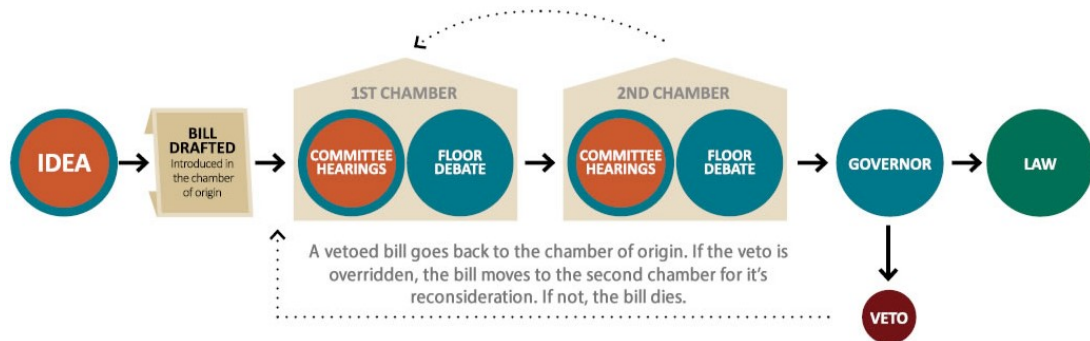 IDEA
BILL
DRAFTED
Introduced in
the chamber
of origin
1ST CHAMBER
COMMITTEE
HEARINGS
FLOOR
DEBATE
2ND CHAMBER
COMMITTEE
HEARINGS
FLOOR
DEBATE
GOVERNOR
LAW
A vetoed bill goes back to the chamber of origin. If the veto is
overridden, the bill moves to the second chamber for it's
reconsideration. If not, the bill dies.
VETO